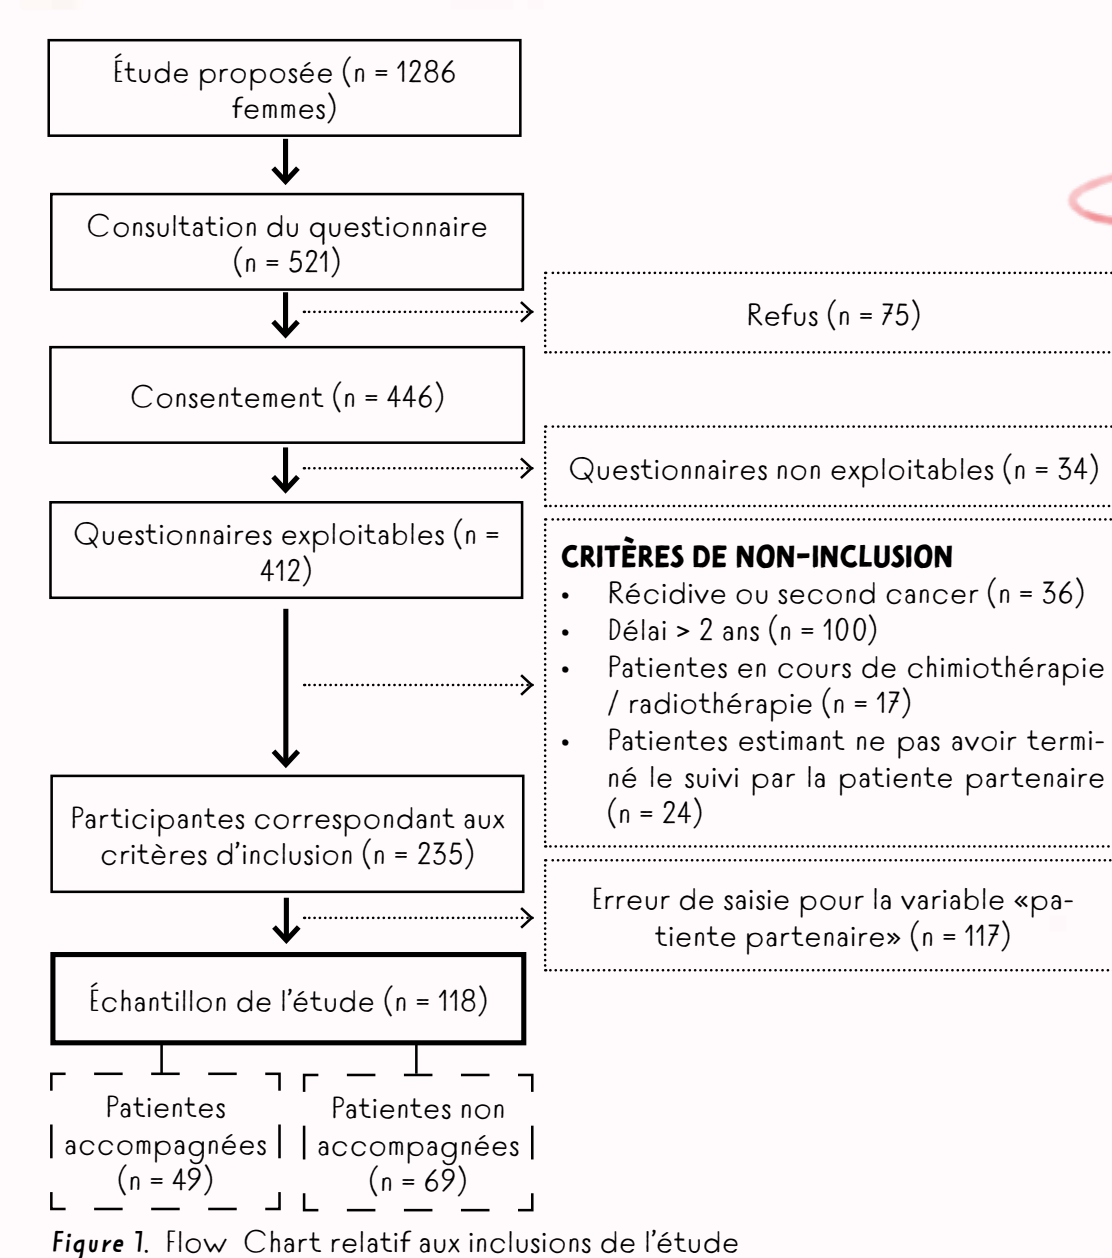 Étude proposée (n = 1286
femmes)
Consultation du questionnaire
(n = 521)
Refus (n = 75)
Consentement (n = 446)
Questionnaires non exploitables (n = 34)
Questionnaires exploitables (n =
412)
CRITÈRES DE NON-INCLUSION
• Récidive ou second cancer (n = 36)
• Délai > 2 ans (n = 100)
• Patientes en cours de chimiothérapie
/ radiothérapie (n = 17)
• Patientes estimant ne pas avoir termi-
né le suivi par la patiente partenaire
(n = 24)
Participantes correspondant aux
critères d'inclusion (n = 235)
Erreur de saisie pour la variable «pa-
tiente partenaire» (n = 117)
Échantillon de l'étude (n = 118)
Patientes
accompagnées
(n = 49)
Patientes non
accompagnées
(n = 69)
Figure 1. Flow Chart relatif aux inclusions de l'étude